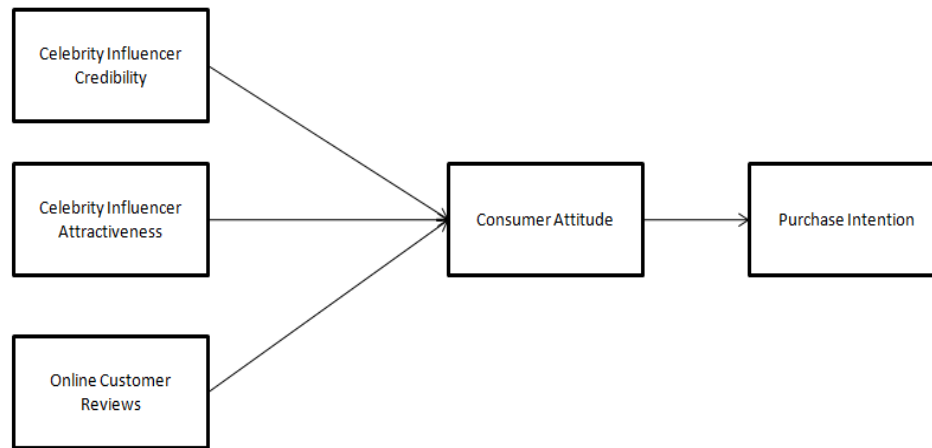 Celebrity Influencer
Credibility
Celebrity Influencer
Attractiveness
Consumer Attitude
Purchase Intention
Online Customer
Reviews